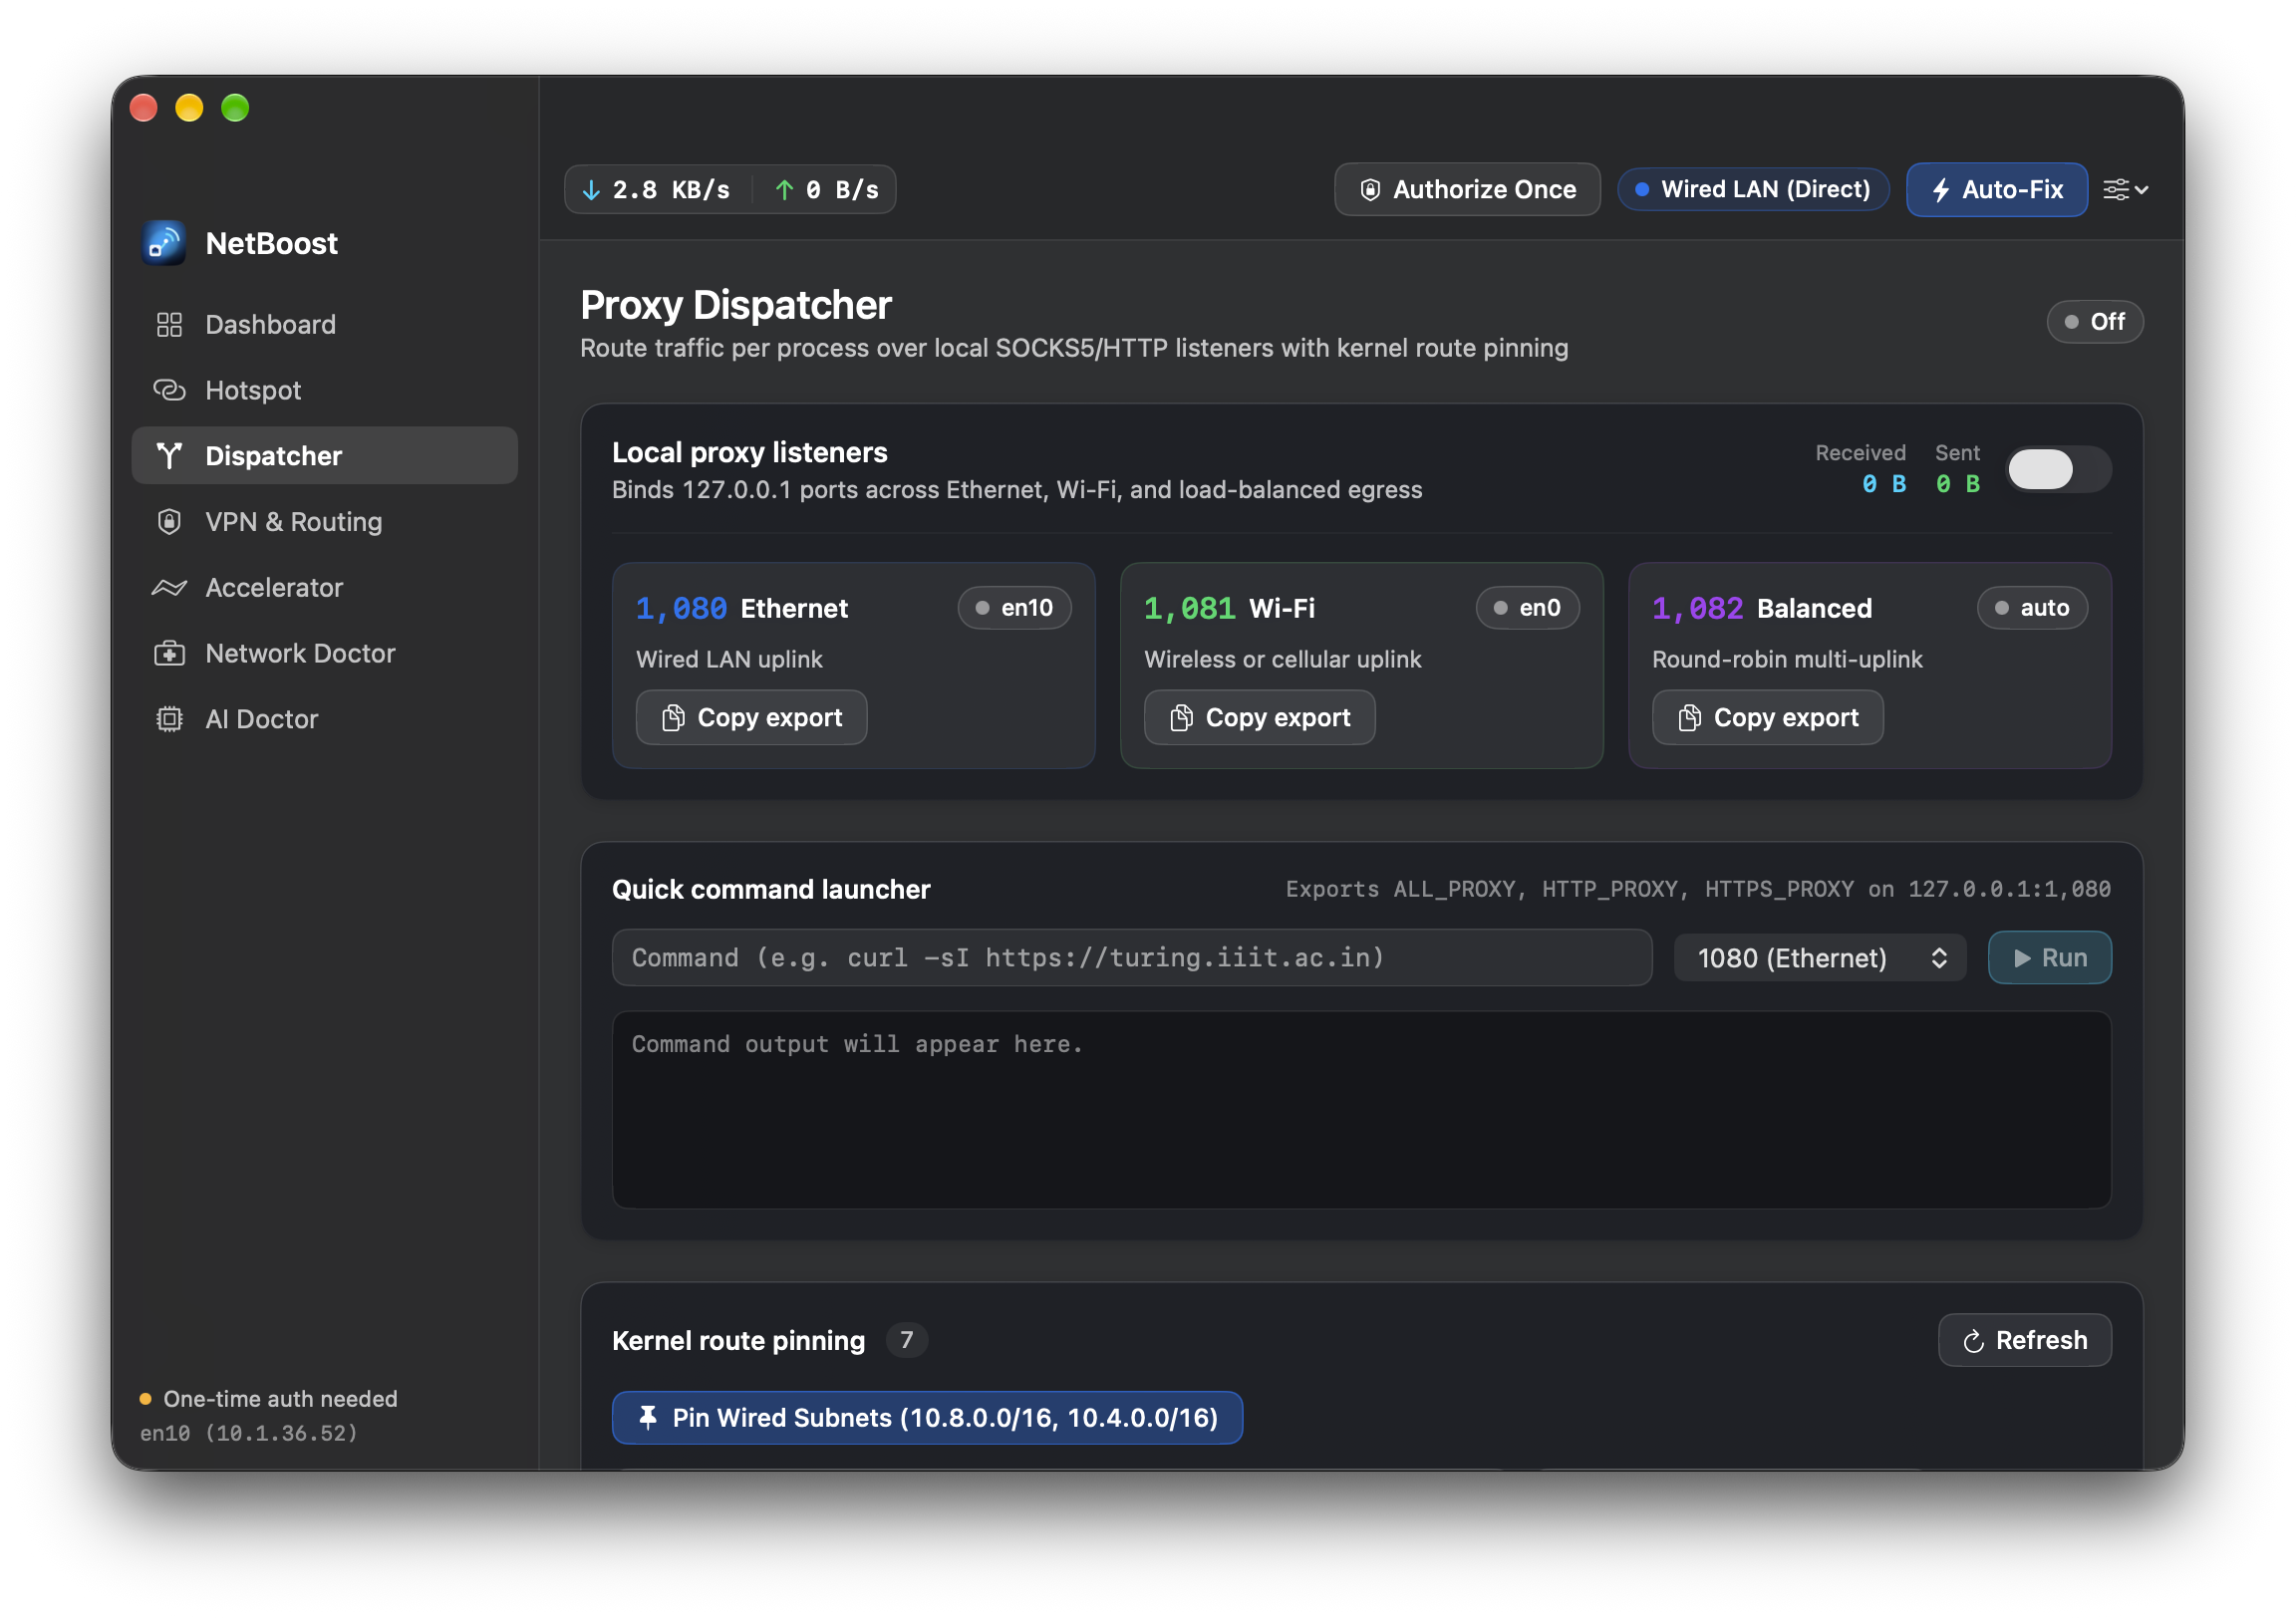 2.8 KB/s
0 B/s
Authorize Once
Wired LAN (Direct)
Auto-Fix
NetBoost
Dashboard
Hotspot
Dispatcher
VPN & Routing
Accelerator
Network Doctor
AI Doctor
One-time auth needed
en10 (10.1.36.52)
Proxy Dispatcher
Off
Route traffic per process over local SOCKS5/HTTP listeners with kernel route pinning
Local proxy listeners
Binds 127.0.0.1 ports across Ethernet, Wi-Fi, and load-balanced egress
Received Sent
0 B 0 B
1,080 Ethernet
en10
Wired LAN uplink
Copy export
1,081 Wi-Fi
en0
Wireless or cellular uplink
Copy export
1,082 Balanced
auto
Round-robin multi-uplink
Copy export
Quick command launcher
Exports ALL_PROXY, HTTP_PROXY, HTTPS_PROXY on 127.0.0.1:1,080
Command (e.g. curl –sI https://turing.iiit.ac.in)
1080 (Ethernet)
Run
Command output will appear here.
Kernel route pinning 7
Refresh
Pin Wired Subnets (10.8.0.0/16, 10.4.0.0/16)